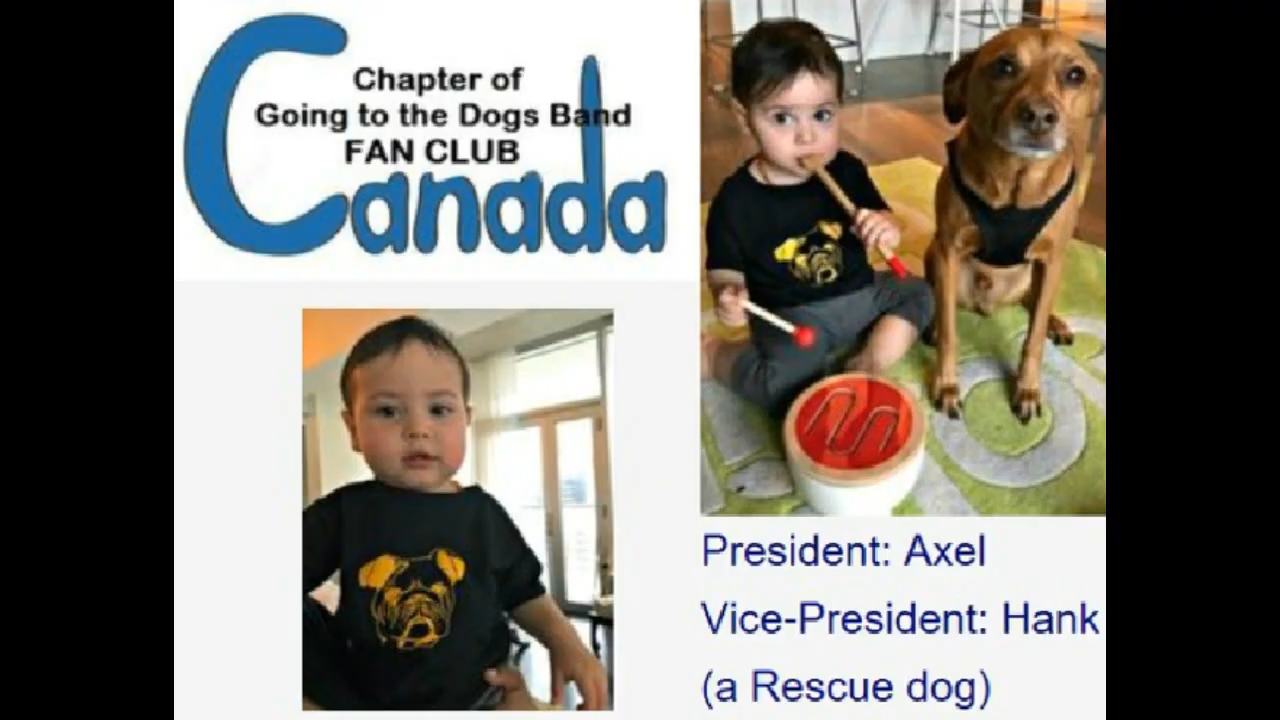 Chapter of
Going to the Dogs Band
FAN CLUB
Canada
President: Axel
Vice-President: Hank
(a Rescue dog)